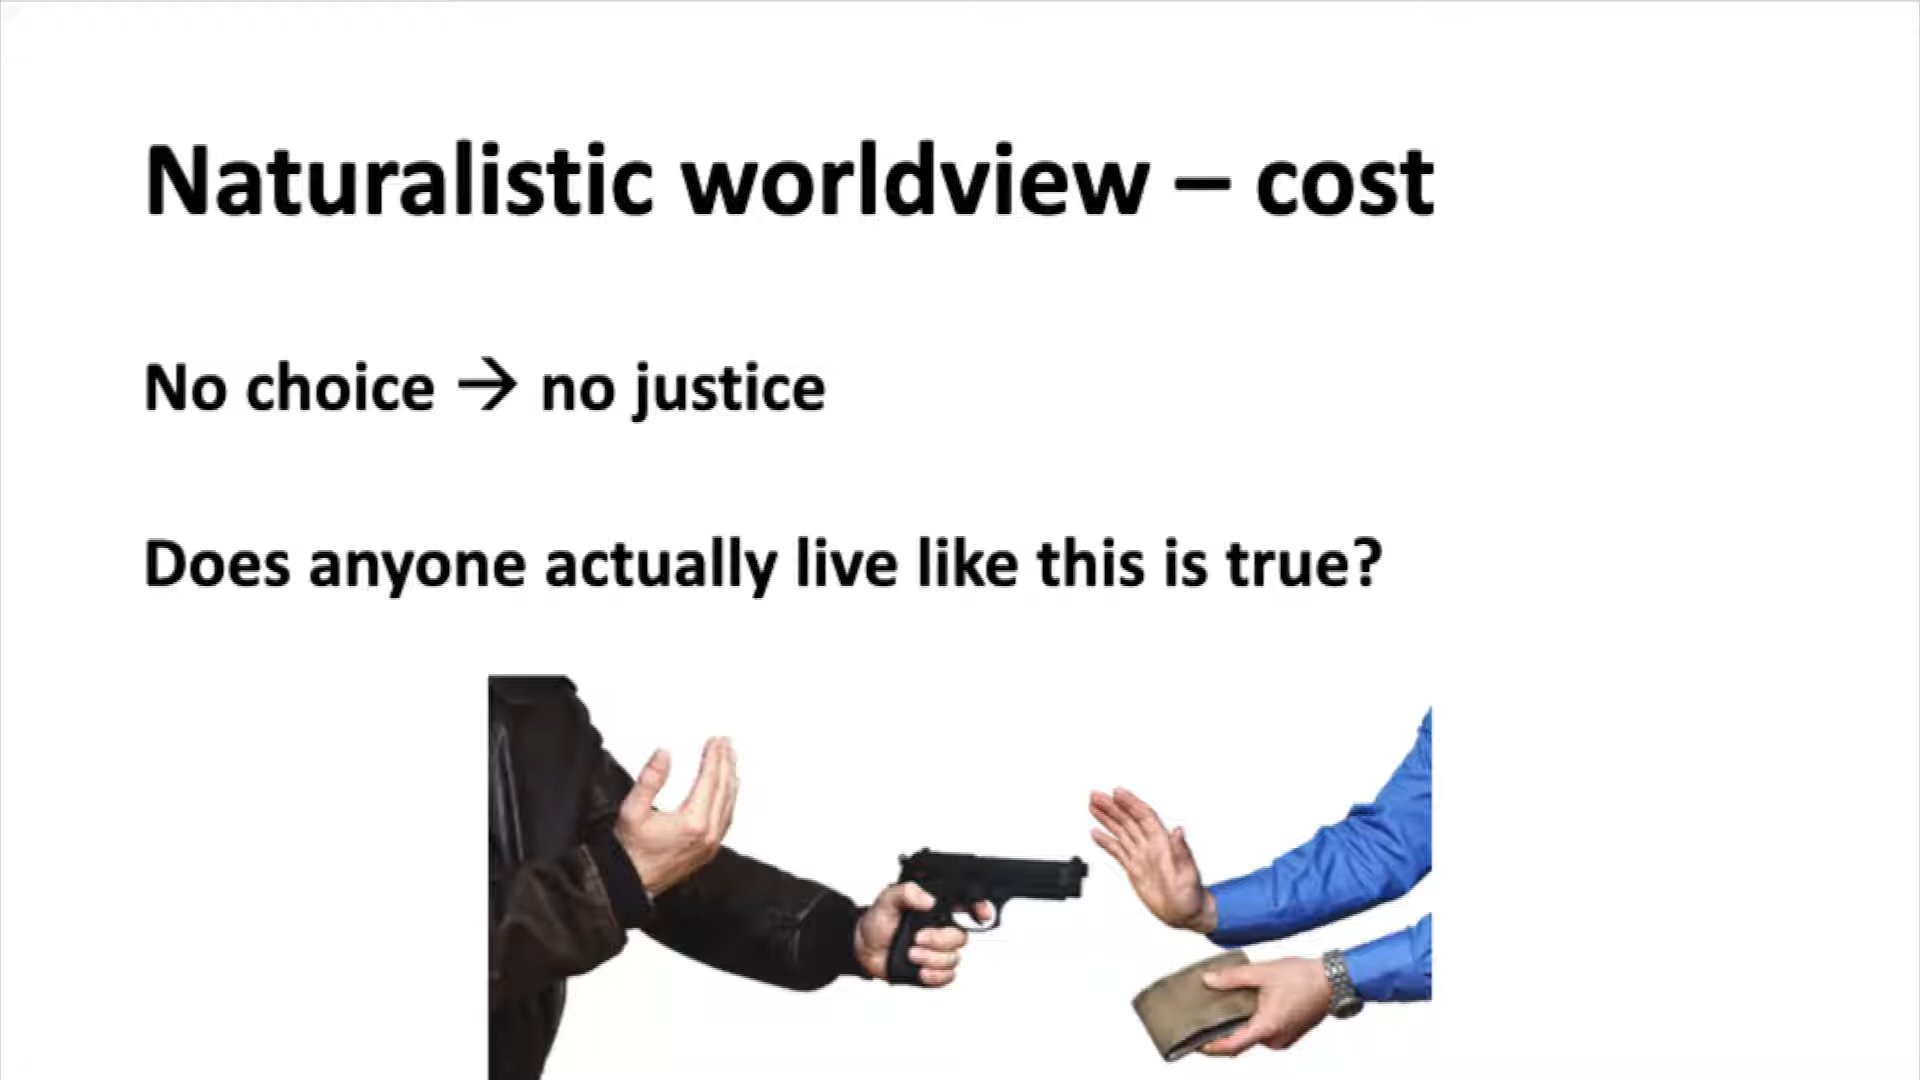 Naturalistic worldview – cost
No choice → no justice
Does anyone actually live like this is true?